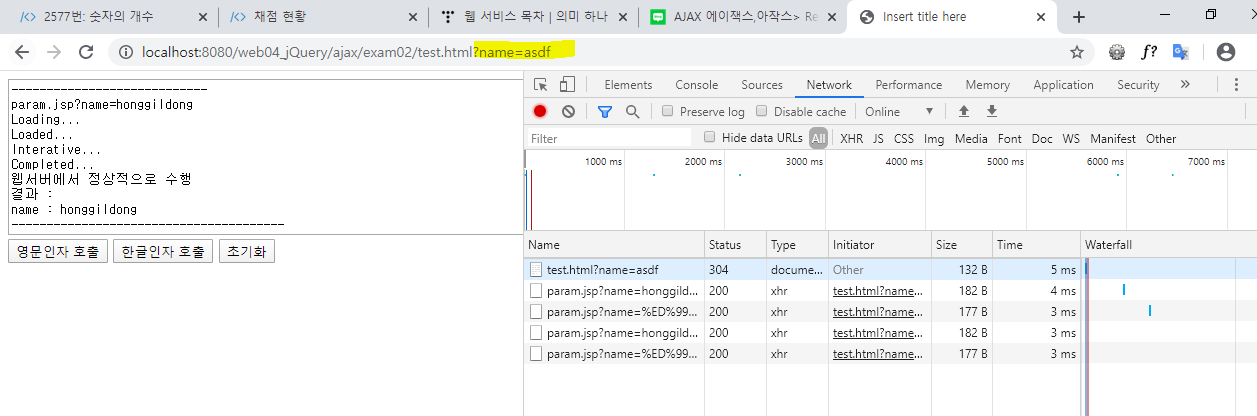 2577번: 숫자의 개수
채점 현황
웹 서비스 목차 | 의미 하나
AJAX 에이잭스,아작스> Re
Insert title here
localhost:8080/web04_jQuery/ajax/exam02/test.html?name=asdf
f?
----------------------------
param.jsp?name=honggildong
Loading...
Loaded...
Interative...
Completed...
웹서버에서 정상적으로 수행
결과 :
name : honggildong
---------------------------------------
영문인자 호출 한글인자 호출 초기화
Elements Console Sources Network Performance Memory Application Security »
Preserve log Disable cache Online
Filter Hide data URLs All XHR JS CSS Img Media Font Doc WS Manifest Other
1000 ms 2000 ms 3000 ms 4000 ms 5000 ms 6000 ms 7000 ms
Name Status Type Initiator Size Time Waterfall
test.html?name=asdf 304 docume... Other 132 B 5 ms
param.jsp?name=honggild... 200 xhr test.html?name... 182 B 4 ms
param.jsp?name=%ED%99... 200 xhr test.html?name... 177 B 3 ms
param.jsp?name=honggild... 200 xhr test.html?name... 182 B 3 ms
param.jsp?name=%ED%99... 200 xhr test.html?name... 177 B 3 ms